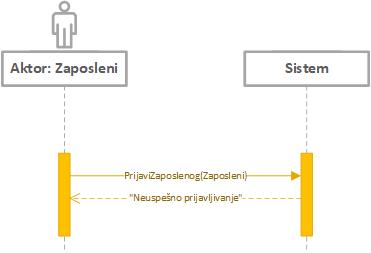 Aktor: Zaposleni
Sistem
PrijaviZaposlenog(Zaposleni)
"Neuspešno prijavljivanje"